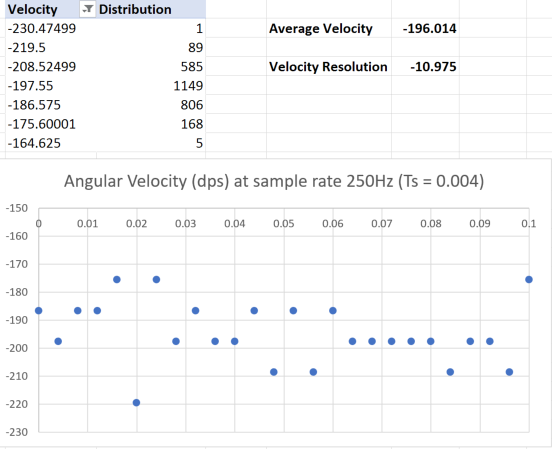 Velocity Distribution
-230.47499 1 Average Velocity -196.014
-219.5 89
-208.52499 585 Velocity Resolution -10.975
-197.55 1149
-186.575 806
-175.60001 168
-164.625 5
Angular Velocity (dps) at sample rate 250Hz (Ts = 0.004)
-150
0 0.01 0.02 0.03 0.04 0.05 0.06 0.07 0.08 0.09 0.1
-160
-170
-180
-190
-200
-210
-220
-230